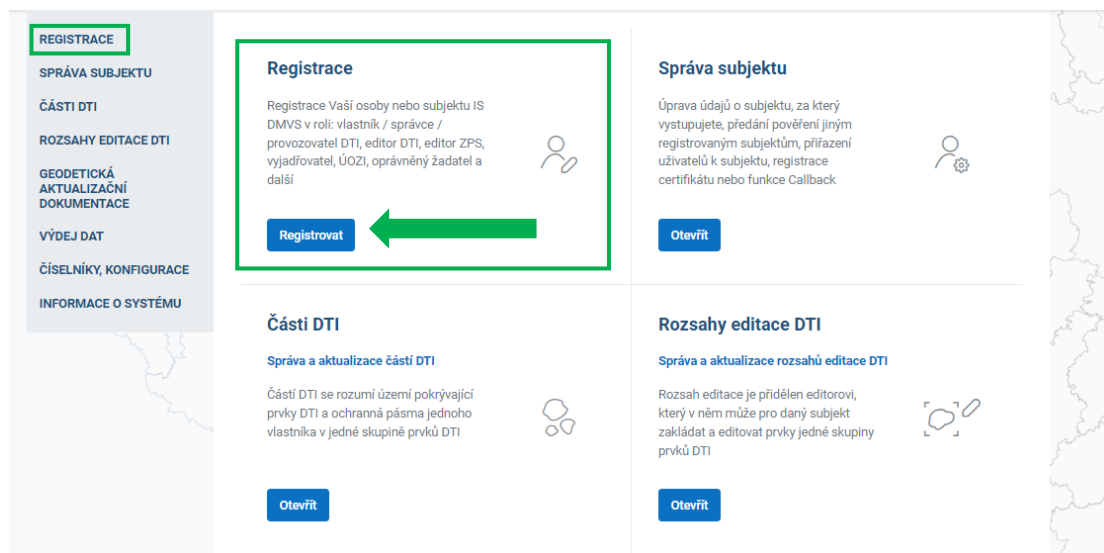 REGISTRACE
SPRÁVA SUBJEKTU
ČÁSTI DTI
ROZSAHY EDITACE DTI
GEODETICKÁ
AKTUALIZAČNÍ
DOKUMENTACE
VÝDEJ DAT
ČÍSELNÍKY, KONFIGURACE
INFORMACE O SYSTÉMU
Registrace
Registrace Vaší osoby nebo subjektu IS
DMVS v roli: vlastník / správce /
provozovatel DTI, editor DTI, editor ZPS,
vyjadřovatel, ÚOZI, oprávněný žadatel a
další
Registrovat
Správa subjektu
Úprava údajů o subjektu, za který
vystupujete, předání pověření jiným
registrovaným subjektům, přiřazení
uživatelů k subjektu, registrace
certifikátu nebo funkce Callback
Otevřít
Části DTI
Správa a aktualizace částí DTI
Částí DTI se rozumí území pokrývající
prvky DTI a ochranná pásma jednoho
vlastníka v jedné skupině prvků DTI
Otevřít
Rozsahy editace DTI
Správa a aktualizace rozsahů editace DTI
Rozsah editace je přidělen editorovi,
který v něm může pro daný subjekt
zakládat a editovat prvky jedné skupiny
prvků DTI
Otevřít